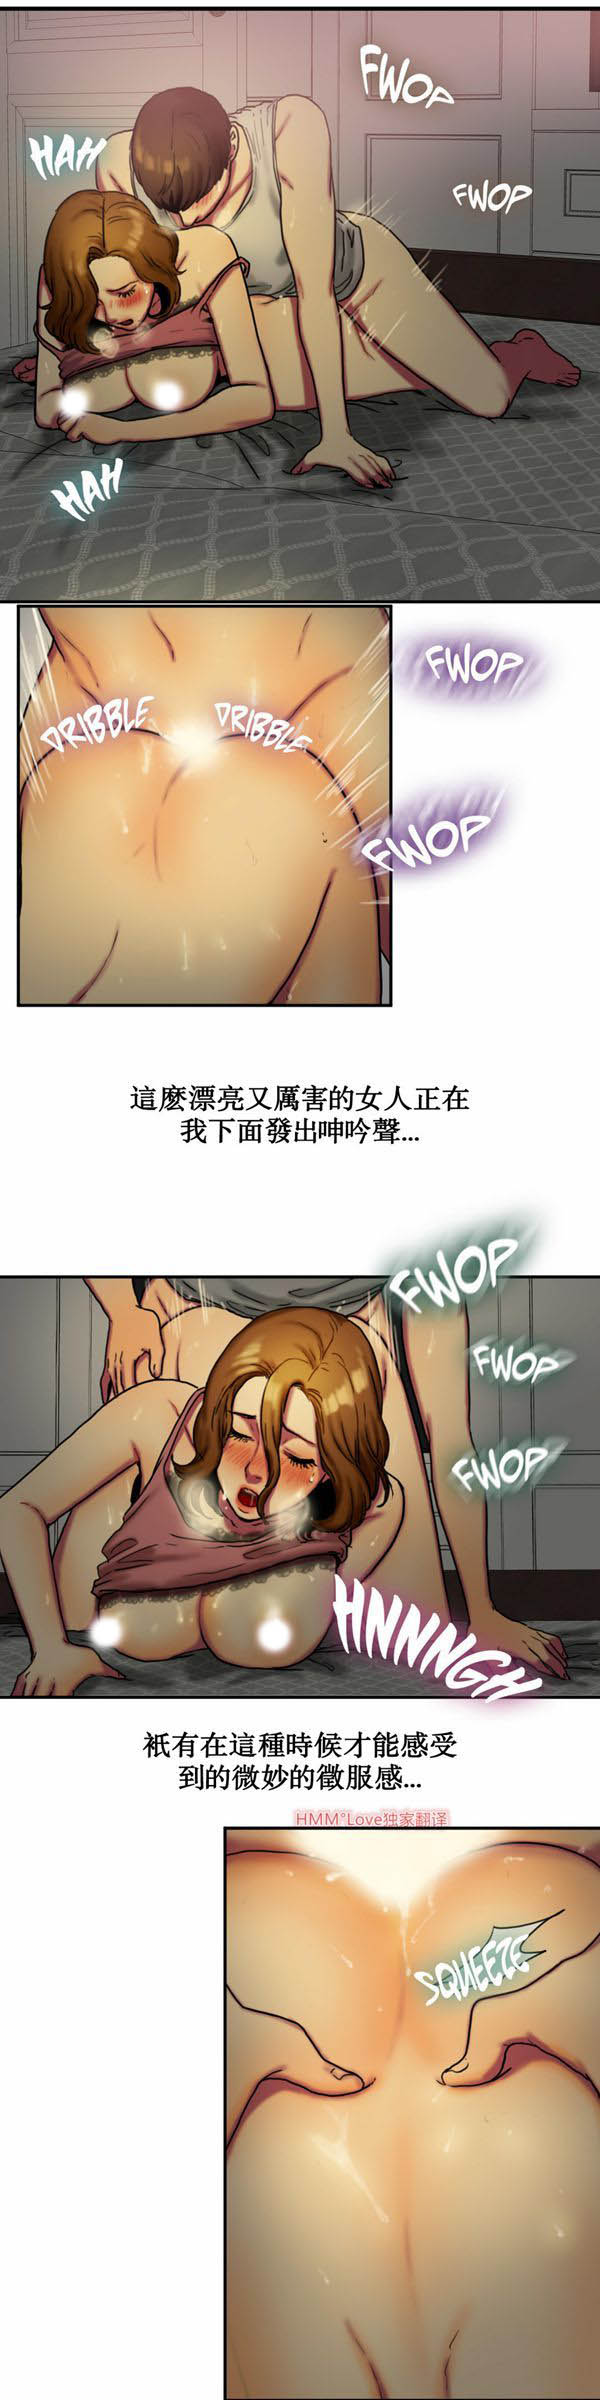 FWOP
HAH
FWOP
HAH
FWOP
DRIBBLE
DRIBBLE
FWOP
這麼漂亮又厲害的女人正在
我下面發出呻吟聲...
FWOP
FWOP
FWOP
HNNNNGH
衹有在這種時候才能感受
到的微妙的徵服感...
HMM°Love独家翻译
SQUEEZE